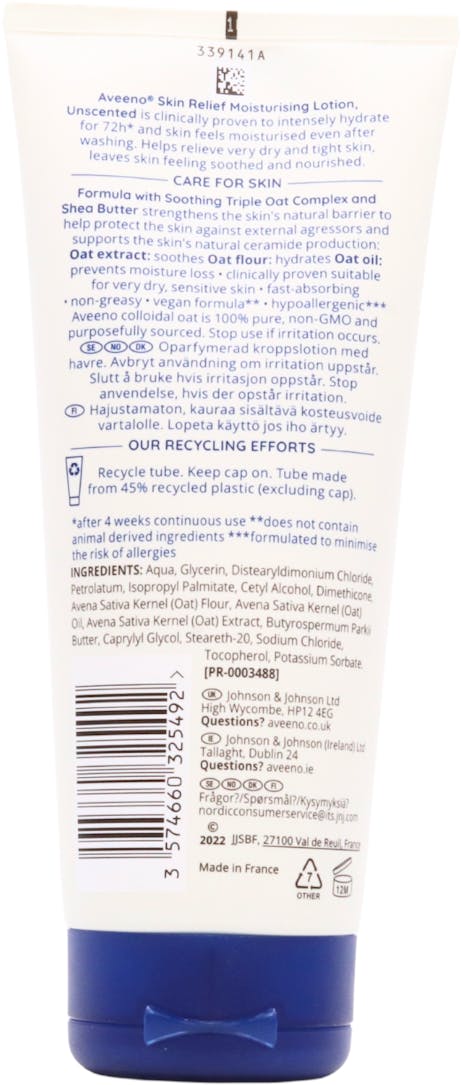 1
339141A
Aveeno® Skin Relief Moisturising Lotion,
Unscented is clinically proven to intensely hydrate
for 72h* and skin feels moisturised even after
washing. Helps relieve very dry and tight skin,
leaves skin feeling soothed and nourished.
CARE FOR SKIN
Formula with Soothing Triple Oat Complex and
Shea Butter strengthens the skin's natural barrier to
help protect the skin against external agressors and
supports the skin's natural ceramide production:
Oat extract: soothes Oat flour: hydrates Oat oil:
prevents moisture loss • clinically proven suitable
for very dry, sensitive skin • fast-absorbing
• non-greasy • vegan formula** • hypoallergenic***
Aveeno colloidal oat is 100% pure, non-GMO and
purposefully sourced. Stop use if irritation occurs.
SE NO DK Oparfymerad kroppslotion med
havre. Avbryt användning om irritation uppstår.
Slutt å bruke hvis irritasjon oppstår. Stop
anvendelse, hvis der opstår irritation.
FI Hajustamaton, kauraa sisältävä kosteusvoide
vartalolle. Lopeta käyttö jos iho ärtyy.
OUR RECYCLING EFFORTS
Recycle tube. Keep cap on. Tube made
from 45% recycled plastic (excluding cap).
*after 4 weeks continuous use **does not contain
animal derived ingredients ***formulated to minimise
the risk of allergies
INGREDIENTS: Aqua, Glycerin, Distearyldimonium Chloride,
Petrolatum, Isopropyl Palmitate, Cetyl Alcohol, Dimethicone,
Avena Sativa Kernel (Oat) Flour, Avena Sativa Kernel (Oat)
Oil, Avena Sativa Kernel (Oat) Extract, Butyrospermum Parkii
Butter, Caprylyl Glycol, Steareth-20, Sodium Chloride,
Tocopherol, Potassium Sorbate.
[PR-0003488]
UK Johnson & Johnson Ltd
High Wycombe, HP12 4EG
Questions? aveeno.co.uk
IE Johnson & Johnson (Ireland) Ltd
Tallaght, Dublin 24
Questions? aveeno.ie
SE NO DK FI
Frågor?/Spørsmål?/Kysymyksiä?
nordicconsumerservice@its.jnj.com
©
2022 JJSBF, 27100 Val de Reuil, France
Made in France
7
OTHER
12M
3 574660 325492 >